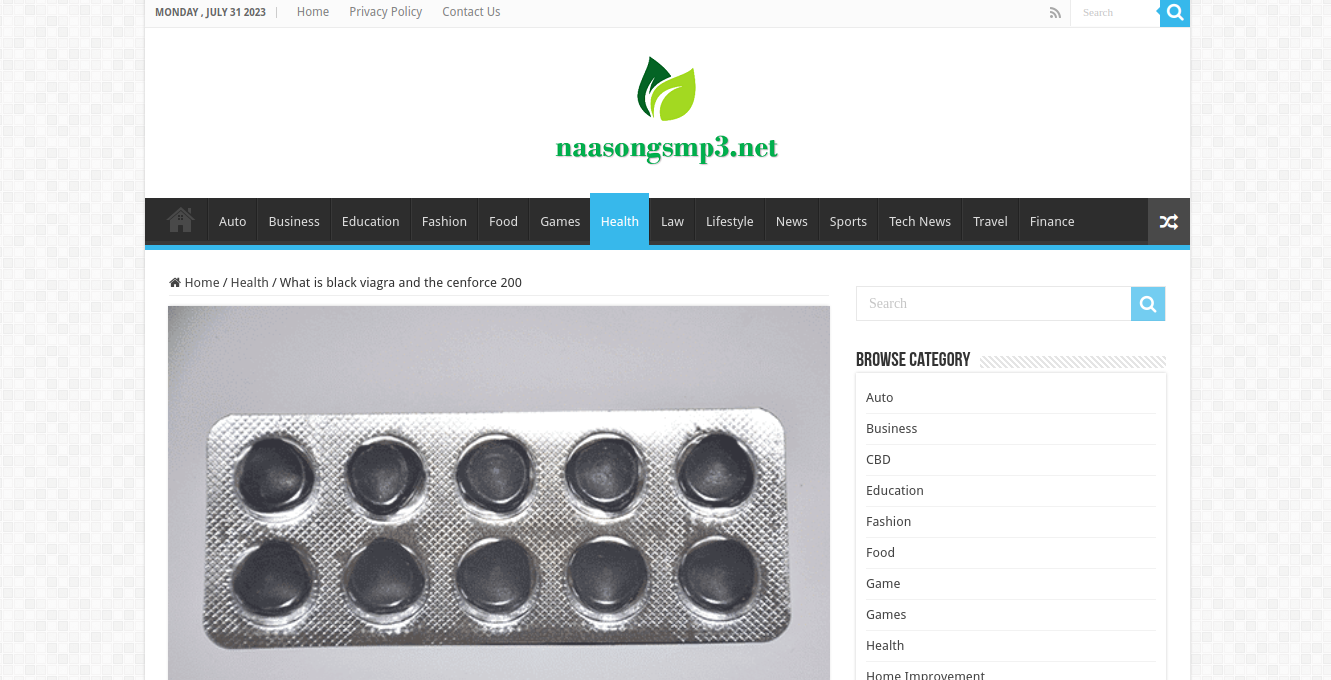 MONDAY , JULY 31 2023
Home
Privacy Policy
Contact Us
Search
naasongsmp3.net
Auto
Business
Education
Fashion
Food
Games
Health
Law
Lifestyle
News
Sports
Tech News
Travel
Finance
Home / Health / What is black viagra and the cenforce 200
Search
BROWSE CATEGORY
Auto
Business
CBD
Education
Fashion
Food
Game
Games
Health
Home Improvement